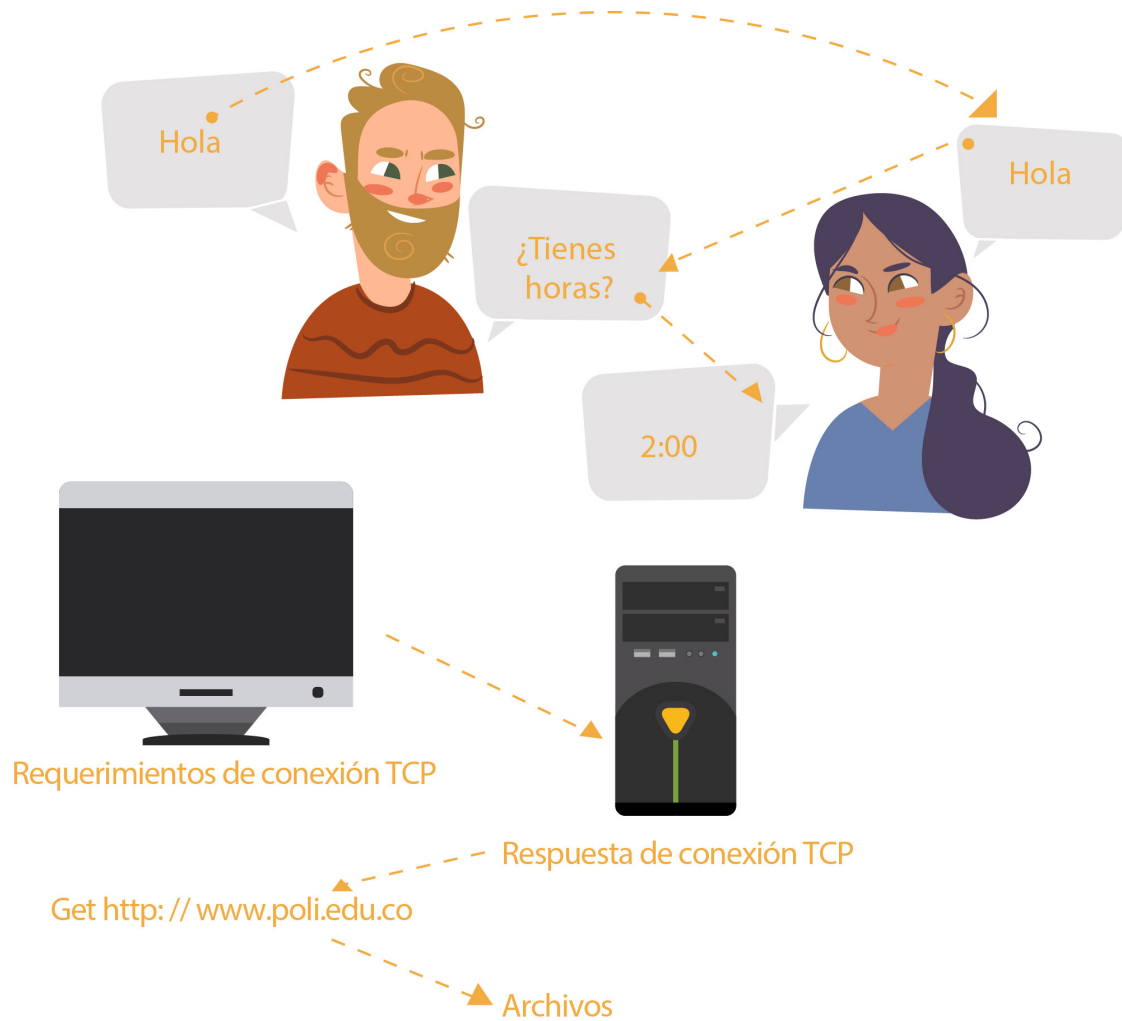 Hola
Hola
¿Tienes
horas?
2:00
Requerimientos de conexión TCP
Respuesta de conexión TCP
Get http: // www.poli.edu.co
Archivos